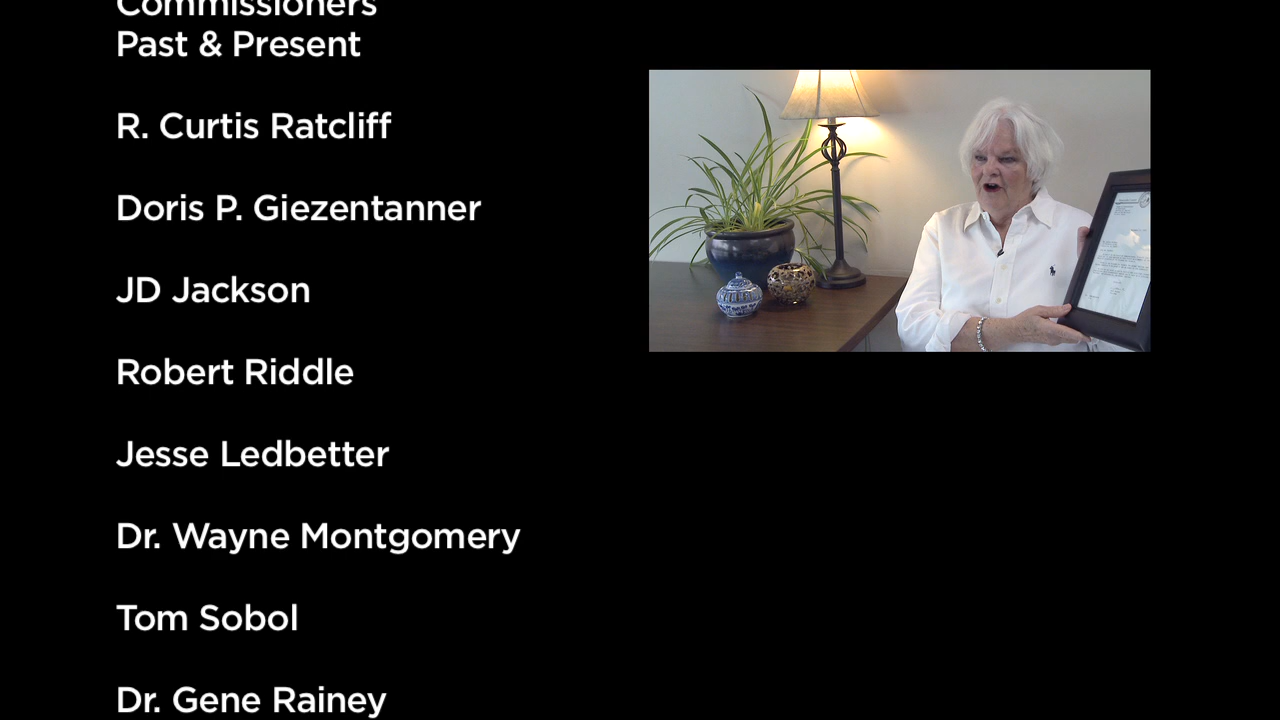 Commissioners
Past & Present
R. Curtis Ratcliff
Doris P. Giezentanner
JD Jackson
Robert Riddle
Jesse Ledbetter
Dr. Wayne Montgomery
Tom Sobol
Dr. Gene Rainey